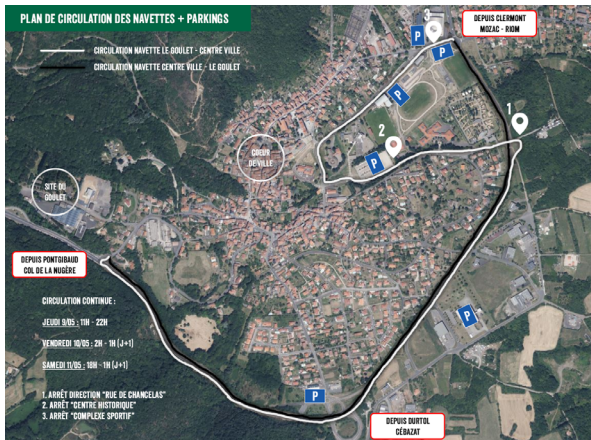 PLAN DE CIRCULATION DES NAVETTES + PARKINGS
CIRCULATION NAVETTE LE GOULET - CENTRE VILLE
CIRCULATION NAVETTE CENTRE VILLE - LE GOULET
3
P
P
DEPUIS CLERMONT
MOZAC - RIOM
P
1
2
P
COEUR
DE VILLE
SITE DU
GOULET
DEPUIS PONTGIBAUD
COL DE LA NUGÈRE
CIRCULATION CONTINUE :
JEUDI 9/05 : 11H - 22H
VENDREDI 10/05 : 2H - 1H (J+1)
SAMEDI 11/05 : 18H - 1H (J+1)
P
1. ARRÊT DIRECTION "RUE DE CHANCELAS"
2. ARRÊT "CENTRE HISTORIQUE"
3. ARRÊT "COMPLEXE SPORTIF"
P
DEPUIS DURTOL
CÉBAZAT